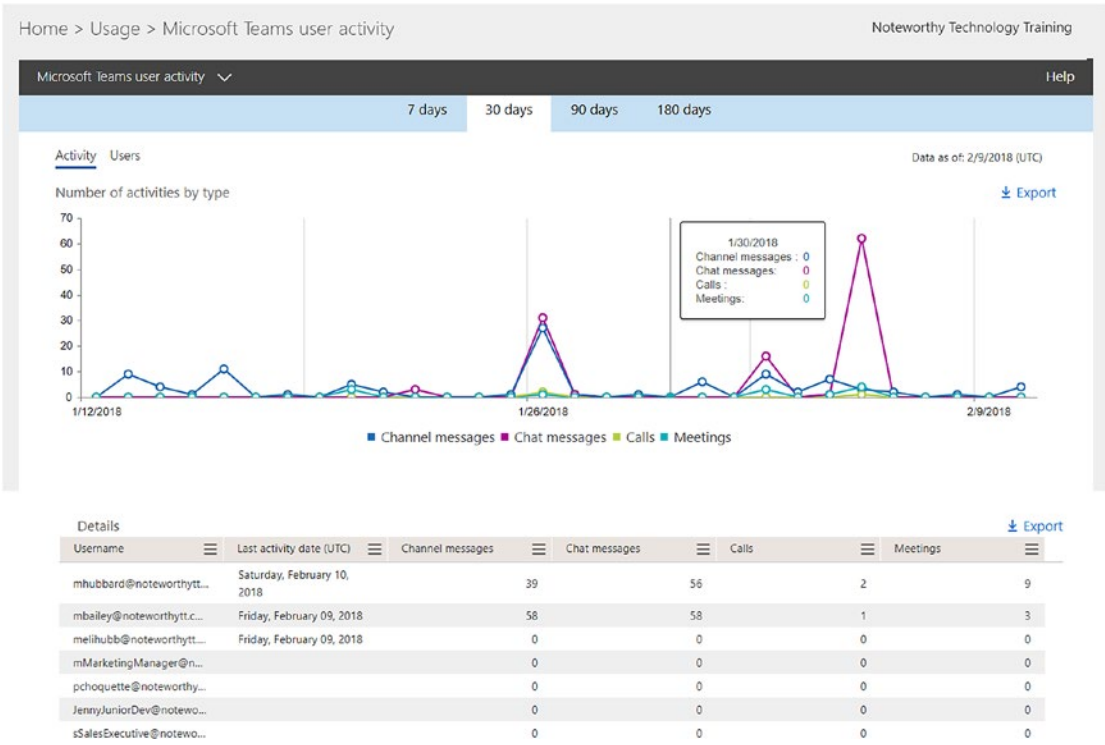 Home > Usage > Microsoft Teams user activity
Noteworthy Technology Training
Microsoft Teams user activity
Help
7 days 30 days 90 days 180 days
Activity Users
Data as of: 2/9/2018 (UTC)
Number of activities by type
Export
70
60
50
40
30
20
10
0
1/30/2018
Channel messages : 0
Chat messages: 0
Calls : 0
Meetings: 0
1/12/2018 1/26/2018 2/9/2018
Channel messages Chat messages Calls Meetings
Details
Export
Username Last activity date (UTC) Channel messages Chat messages Calls Meetings
mhubbard@noteworthytt... Saturday, February 10, 2018 39 56 2 9
mbailey@noteworthytt.c... Friday, February 09, 2018 58 58 1 3
melihubb@noteworthytt.... Friday, February 09, 2018 0 0 0 0
mMarketingManager@n... 0 0 0 0
pchoquette@noteworthy... 0 0 0 0
JennyJuniorDev@notewo... 0 0 0 0
sSalesExecutive@notewo... 0 0 0 0